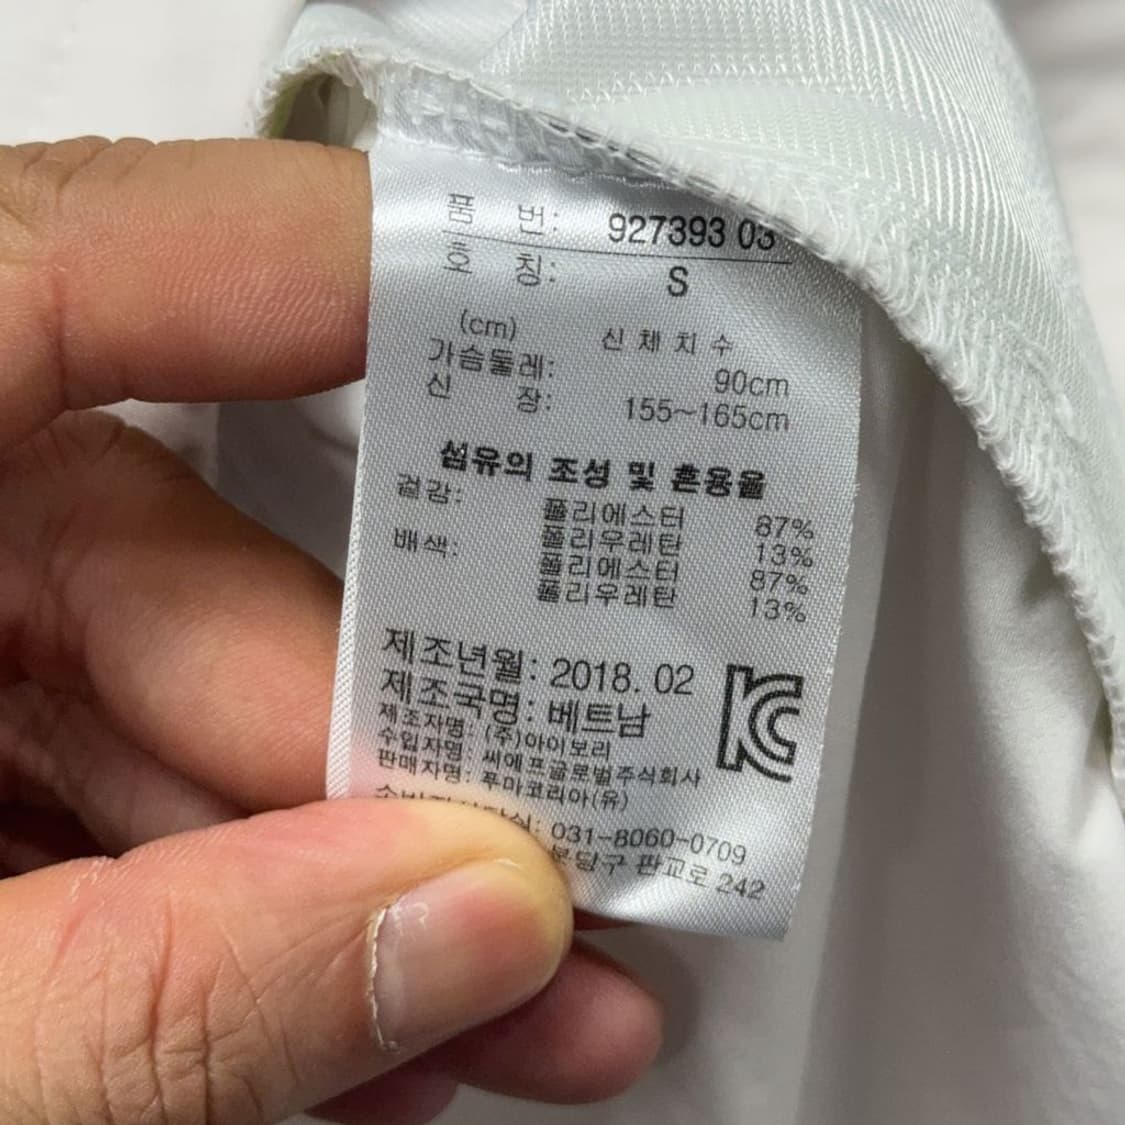 품 번: 927393 03
호 칭: S
(cm) 신체치수
가슴둘레: 90cm
신 장: 155~165cm
섬유의 조성 및 혼용율
겉감: 폴리에스터 87%
폴리우레탄 13%
배색: 폴리에스터 87%
폴리우레탄 13%
제조년월: 2018. 02
제조국명: 베트남
제조자명: (주)아이보리
수입자명: 씨에프글로벌주식회사
판매자명: 푸마코리아(유)
031-8060-0709
분당구 판교로 242
KC